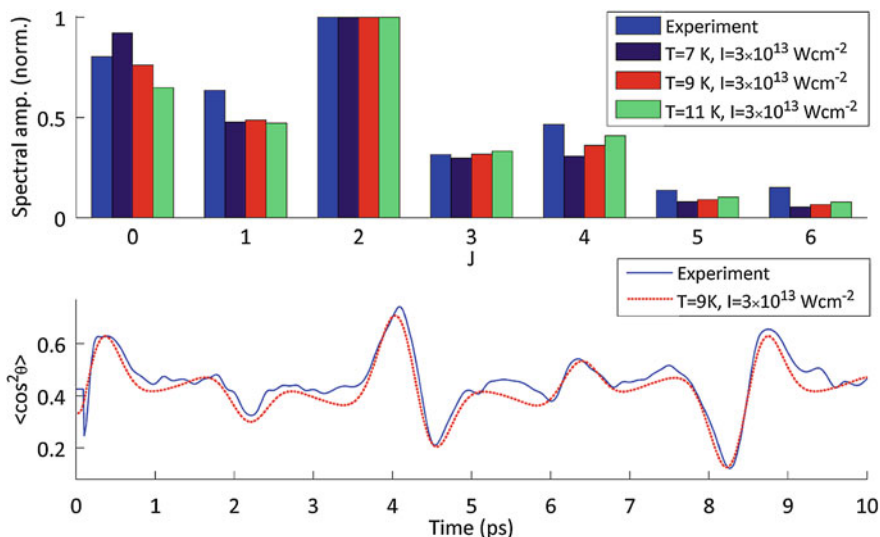 Spectral amp. (norm.)
1
0.5
0
Experiment
T=7 K, I=3×10¹³ Wcm⁻²
T=9 K, I=3×10¹³ Wcm⁻²
T=11 K, I=3×10¹³ Wcm⁻²
0 1 2 3 4 5 6
J
<cos²θ>
0.6
0.4
0.2
Experiment
T=9K, I=3×10¹³ Wcm⁻²
0 1 2 3 4 5 6 7 8 9 10
Time (ps)